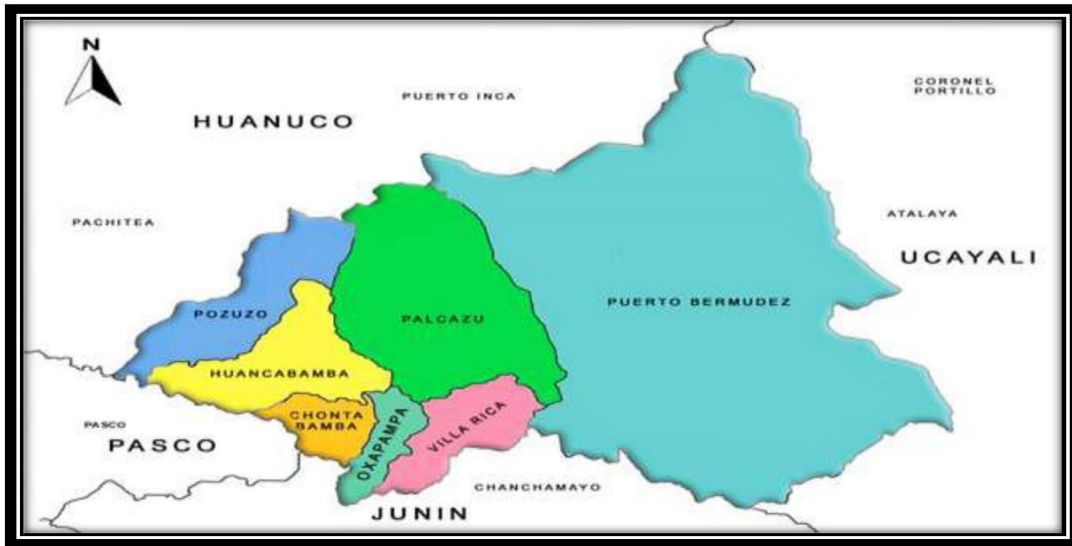 N
CORONEL
PORTILLO
PUERTO INCA
HUANUCO
PACHITEA
ATALAYA
UCAYALI
PUERTO BERMUDEZ
POZUZO
PALCAZU
HUANCABAMBA
CHONTA
BAMBA
OXAPAMPA
VILLA RICA
PASCO
PASCO
CHANCHAMAYO
JUNIN